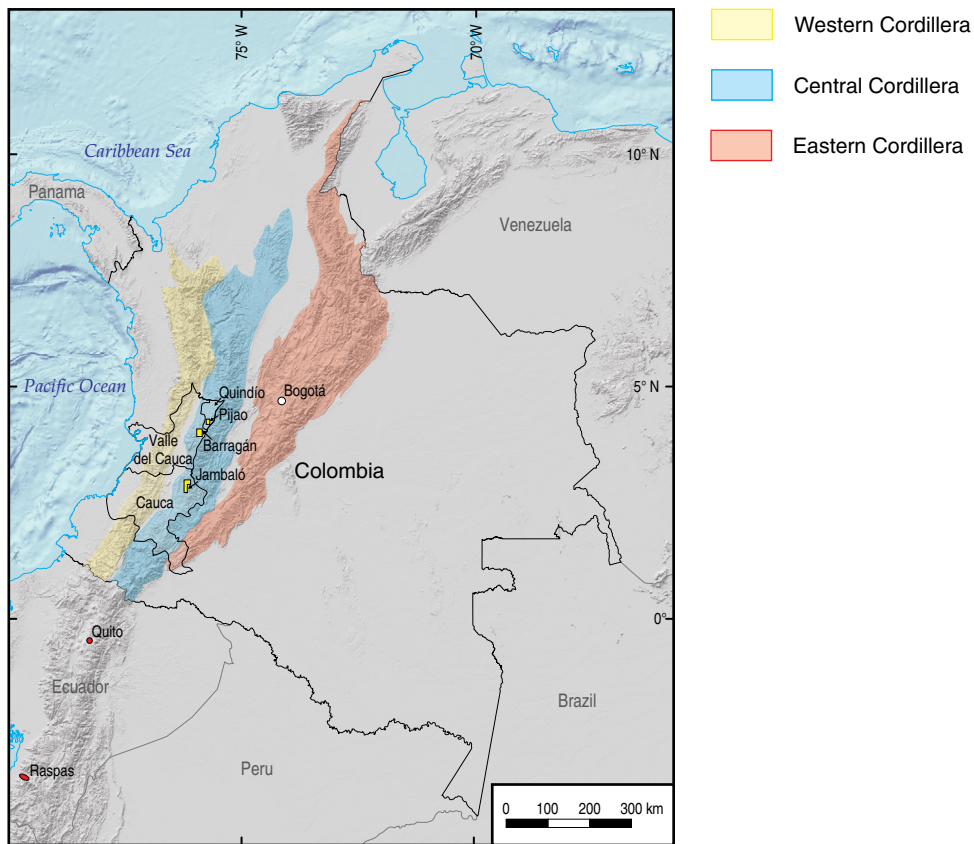 75° W
70° W
Western Cordillera
Central Cordillera
Eastern Cordillera
Caribbean Sea
10° N
Panama
Venezuela
Pacific Ocean
5° N
Quindío
Bogotá
Pijao
Valle
del Cauca
Barragán
Colombia
Jambaló
Cauca
0°
Quito
Ecuador
Brazil
Raspas
Peru
0 100 200 300 km